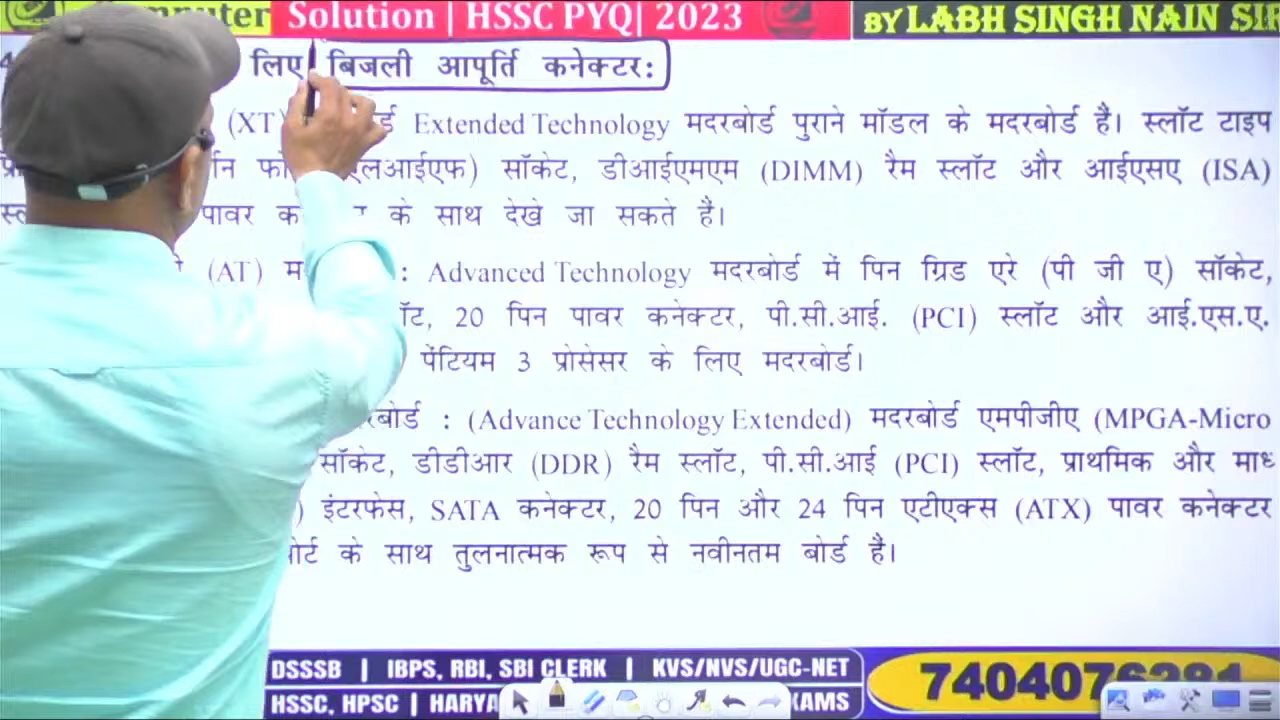 Solution | HSSC PYQ| 2023
BY LABH SINGH NAIN SIR
लिए बिजली आपूर्ति कनेक्टर:
(XT) Extended Technology मदरबोर्ड पुराने मॉडल के मदरबोर्ड हैं। स्लॉट टाइप
सॉकेट, डीआईएमएम (DIMM) रैम स्लॉट और आईएसए (ISA)
पावर के साथ देखे जा सकते हैं।
(AT) : Advanced Technology मदरबोर्ड में पिन ग्रिड एरे (पी जी ए) सॉकेट,
20 पिन पावर कनेक्टर, पी.सी.आई. (PCI) स्लॉट और आई.एस.ए.
पेंटियम 3 प्रोसेसर के लिए मदरबोर्ड।
: (Advance Technology Extended) मदरबोर्ड एमपीजीए (MPGA-Micro
सॉकेट, डीडीआर (DDR) रैम स्लॉट, पी.सी.आई (PCI) स्लॉट, प्राथमिक और माध्
इंटरफेस, SATA कनेक्टर, 20 पिन और 24 पिन एटीएक्स (ATX) पावर कनेक्टर
के साथ तुलनात्मक रूप से नवीनतम बोर्ड है।
DSSSB | IBPS, RBI, SBI CLERK | KVS/NVS/UGC-NET
HSSC, HPSC |